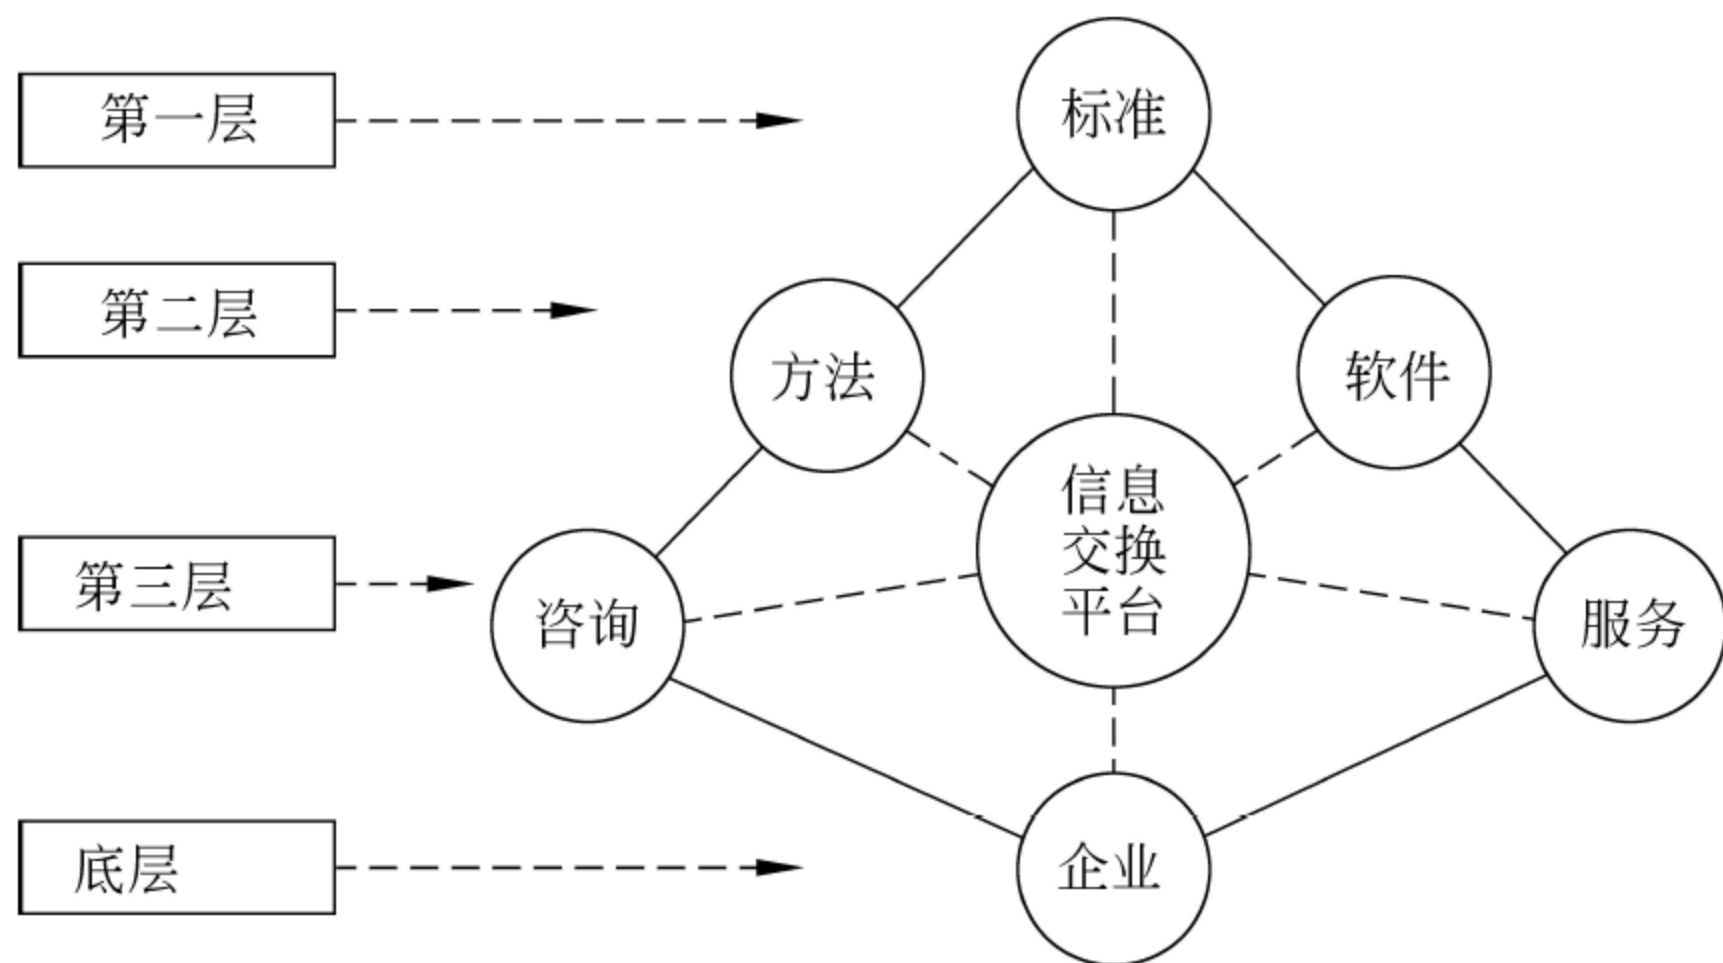 第一层
标准
第二层
方法
软件
信息
交换
平台
第三层
咨询
服务
底层
企业